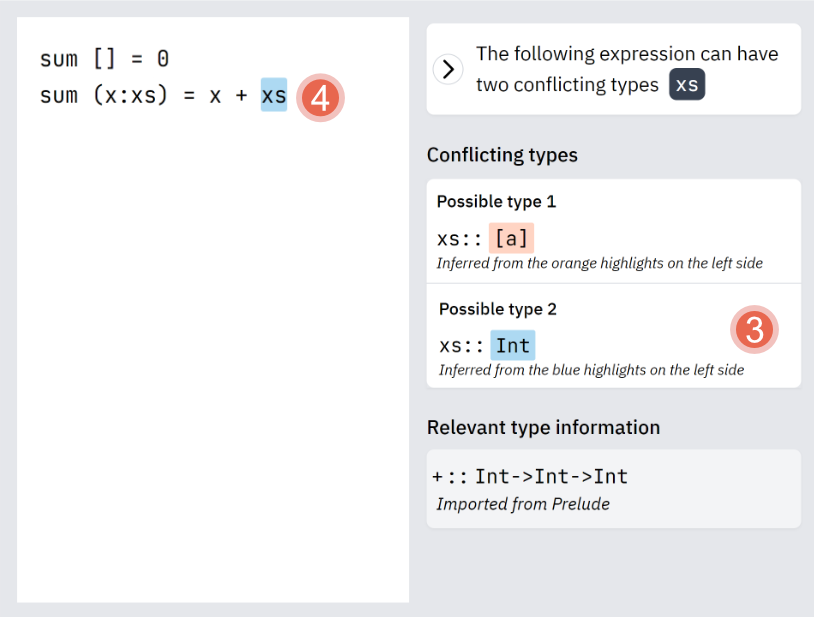 sum [] = 0
sum (x:xs) = x + xs
4
The following expression can have
two conflicting types xs
Conflicting types
Possible type 1
xs:: [a]
Inferred from the orange highlights on the left side
Possible type 2
3
xs:: Int
Inferred from the blue highlights on the left side
Relevant type information
+:: Int->Int->Int
Imported from Prelude